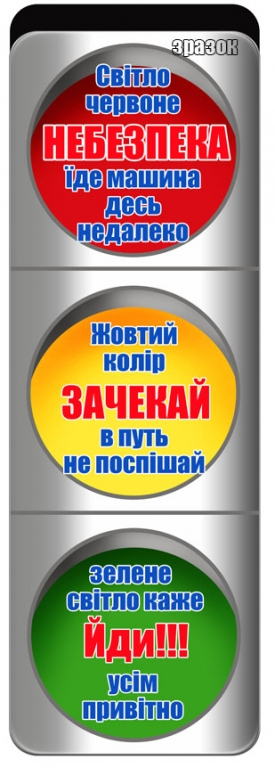 зразок
Світло
червоне
НЕБЕЗПЕКА
їде машина
десь
недалеко
Жовтий
колір
ЗАЧЕКАЙ
в путь
не поспішай
зелене
світло каже
Йди!!!
усім
привітно